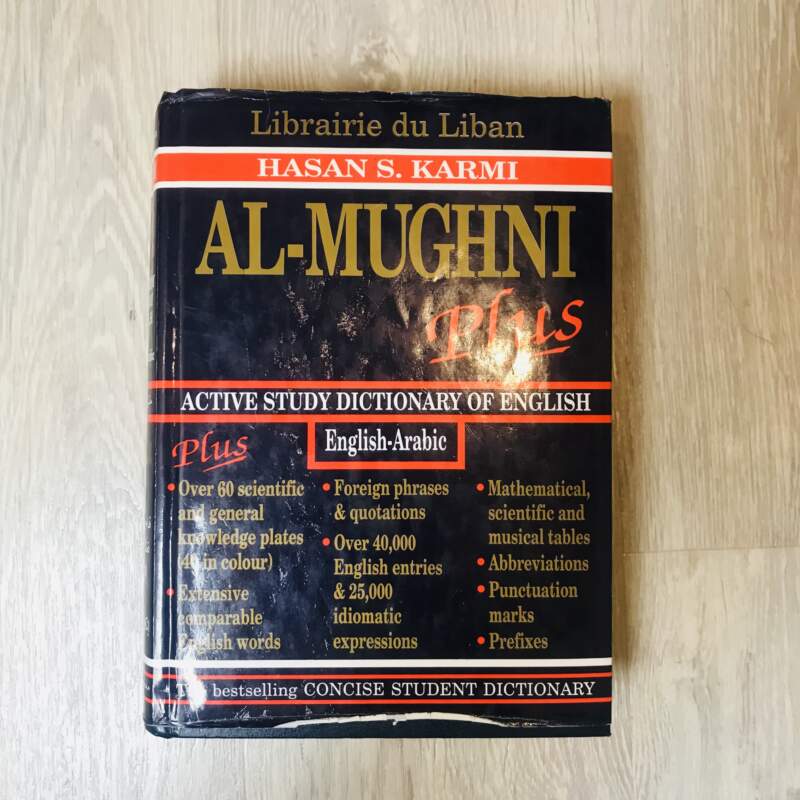 Librairie du Liban
HASAN S. KARMI
AL-MUGHNI
Plus
ACTIVE STUDY DICTIONARY OF ENGLISH
English-Arabic
Plus
• Over 60 scientific
and general
knowledge plates
(40 in colour)
• Extensive
comparable
English words
• Foreign phrases
& quotations
• Over 40,000
English entries
& 25,000
idiomatic
expressions
• Mathematical,
scientific and
musical tables
• Abbreviations
• Punctuation
marks
• Prefixes
The bestselling CONCISE STUDENT DICTIONARY